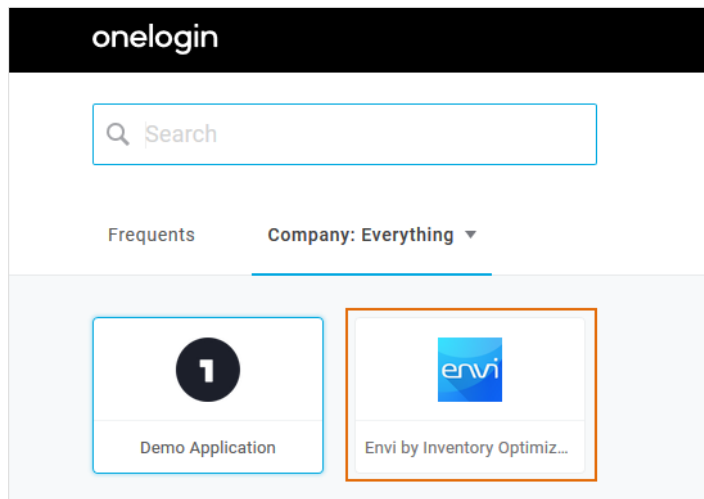 onelogin
Search
Frequents
Company: Everything
1
envi
Demo Application
Envi by Inventory Optimiz...